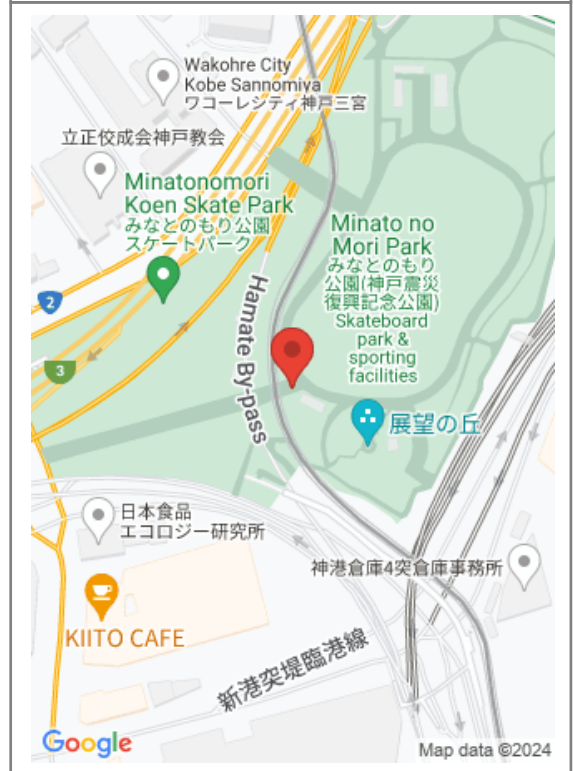 Wakohre City
Kobe Sannomiya
ワコーレシティ神戸三宮
立正佼成会神戸教会
Minatonomori
Koen Skate Park
みなとのもり公園
スケートパーク
Minato no
Mori Park
みなとのもり
公園(神戸震災
復興記念公園)
Skateboard
park &
sporting
facilities
2
Hamate By-pass
3
展望の丘
日本食品
エコロジー研究所
神港倉庫4突倉庫事務所
KIITO CAFE
新港突堤臨港線
Google
Map data ©2024